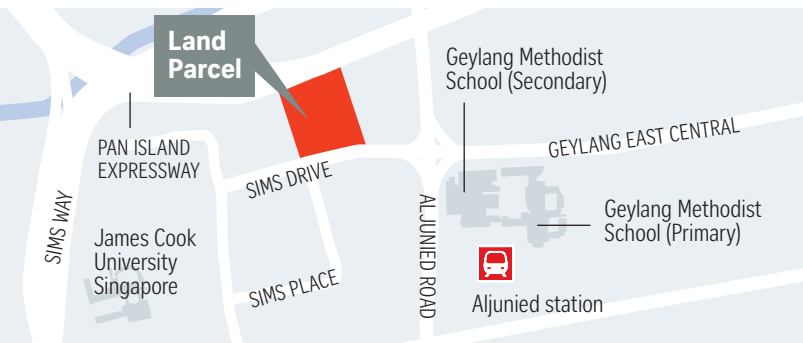 Land
Parcel
Geylang Methodist
School (Secondary)
PAN ISLAND
EXPRESSWAY
GEYLANG EAST CENTRAL
SIMS DRIVE
SIMS WAY
ALJUNIED ROAD
Geylang Methodist
School (Primary)
James Cook
University
Singapore
SIMS PLACE
Aljunied station